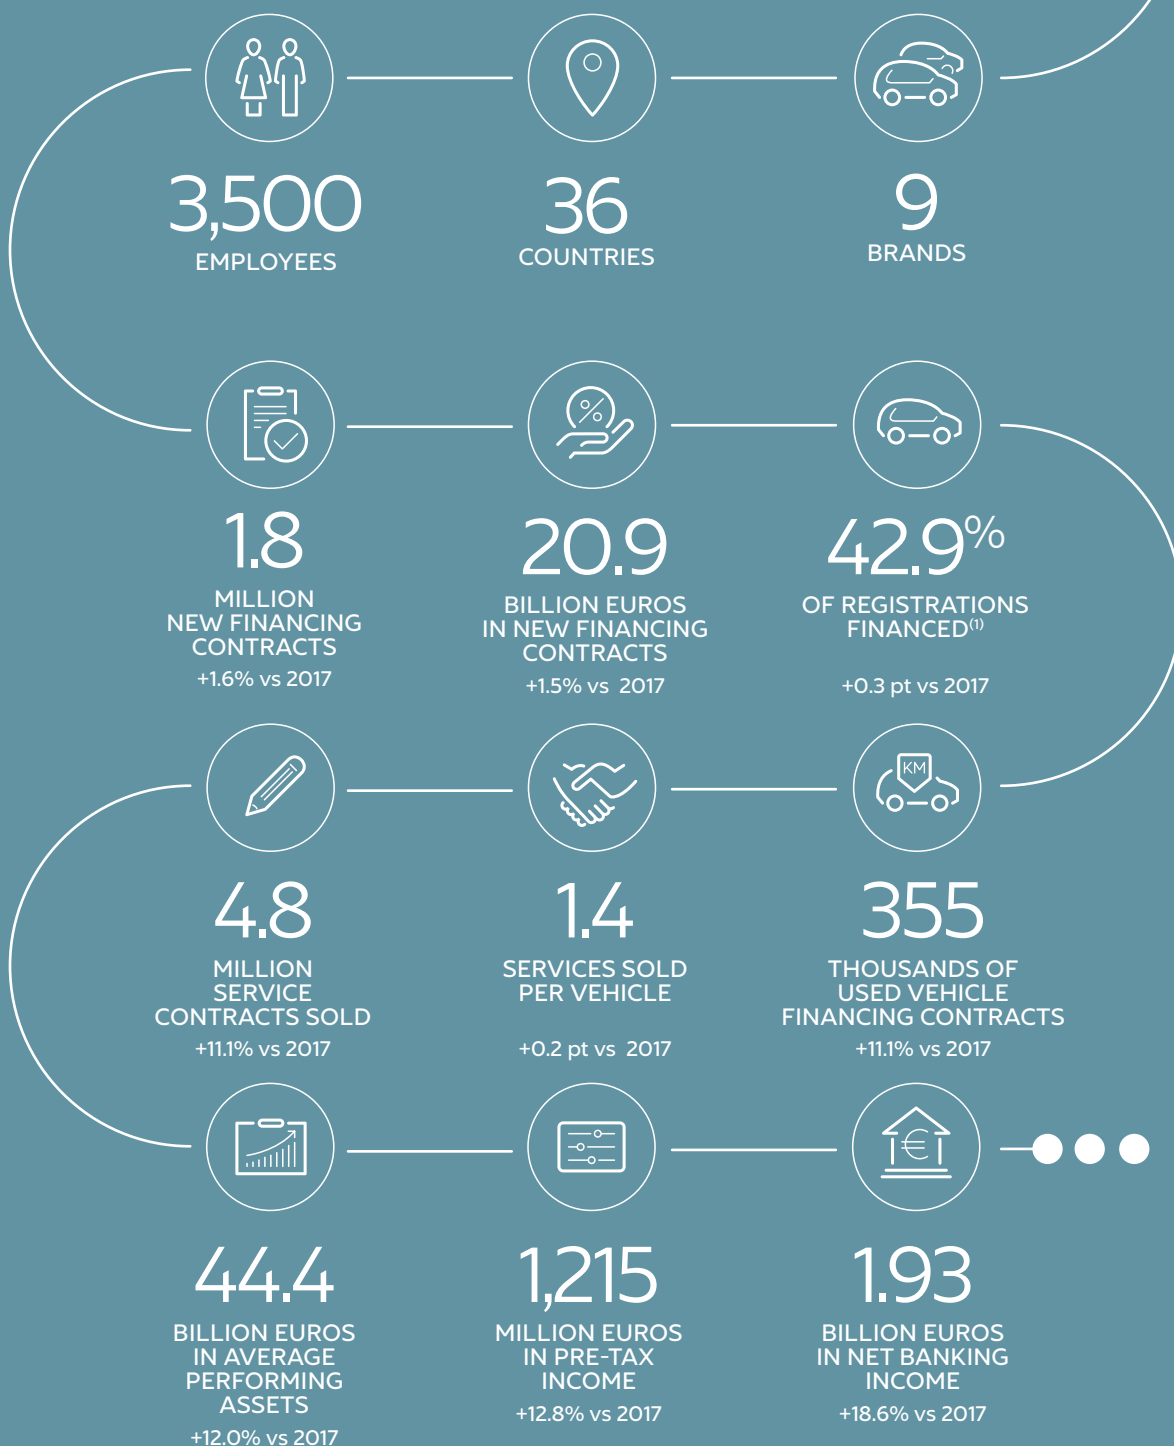 3,500
EMPLOYEES
36
COUNTRIES
9
BRANDS
1.8
MILLION
NEW FINANCING
CONTRACTS
+1.6% vs 2017
20.9
BILLION EUROS
IN NEW FINANCING
CONTRACTS
+1.5% vs 2017
42.9%
OF REGISTRATIONS
FINANCED(1)
+0.3 pt vs 2017
4.8
MILLION
SERVICE
CONTRACTS SOLD
+11.1% vs 2017
1.4
SERVICES SOLD
PER VEHICLE
+0.2 pt vs 2017
KM
355
THOUSANDS OF
USED VEHICLE
FINANCING CONTRACTS
+11.1% vs 2017
44.4
BILLION EUROS
IN AVERAGE
PERFORMING
ASSETS
+12.0% vs 2017
1,215
MILLION EUROS
IN PRE-TAX
INCOME
+12.8% vs 2017
€
1.93
BILLION EUROS
IN NET BANKING
INCOME
+18.6% vs 2017